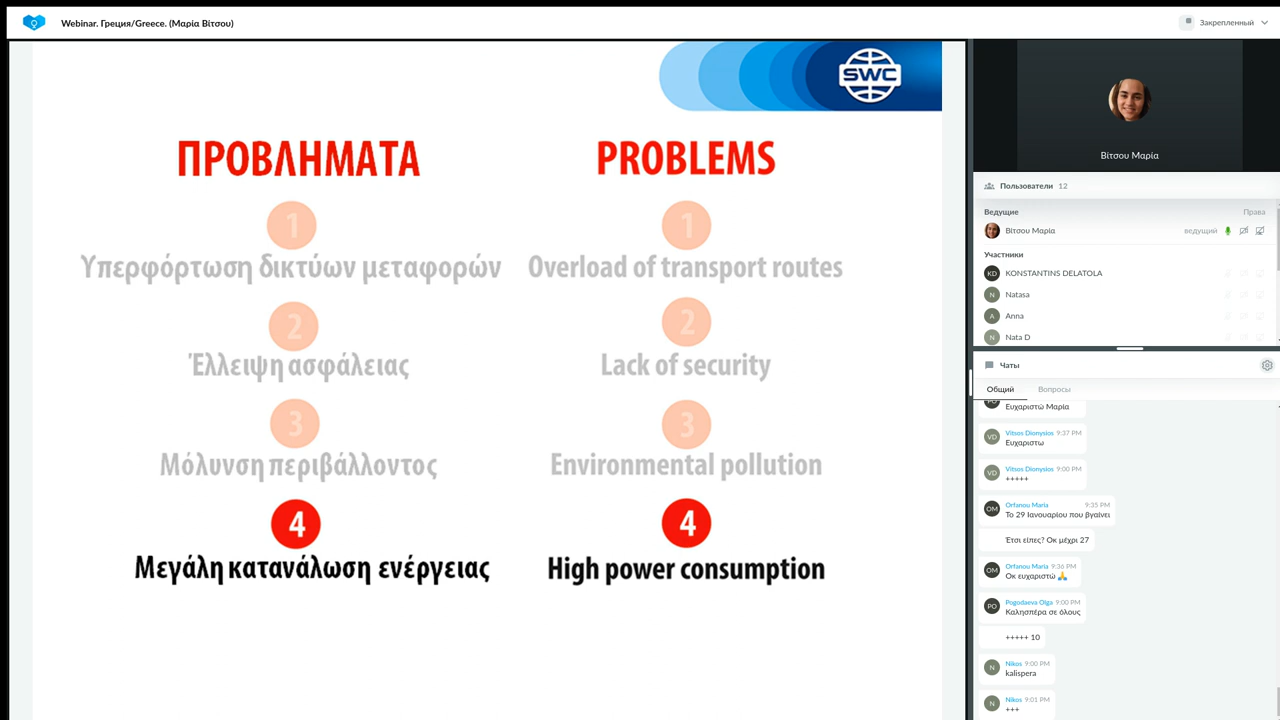 Webinar. Греция/Greece. (Μαρία Βίτσου)
Закрепленный
SWC
ΠΡΟΒΛΗΜΑΤΑ
1
Υπερφόρτωση δικτύων μεταφορών
2
Έλλειψη ασφάλειας
3
Μόλυνση περιβάλλοντος
4
Μεγάλη κατανάλωση ενέργειας
PROBLEMS
1
Overload of transport routes
2
Lack of security
3
Environmental pollution
4
High power consumption
Βίτσου Μαρία
Пользователи 12
Ведущие Права
Βίτσου Μαρία ведущий
Участники
KD KONSTANTINS DELATOLA
N Natasa
A Anna
N Nata D
Чаты
Общий Вопросы
Ευχαριστώ Μαρία
VD Vitsos Dionysios 9:37 PM
Ευχαριστω
VD Vitsos Dionysios 9:00 PM
+++++
OM Orfanou Maria 9:35 PM
Το 29 Ιανουαρίου που βγαίνει
Έτσι είπες? Οκ μέχρι 27
OM Orfanou Maria 9:36 PM
Οκ ευχαριστώ 🙏
PO Pogodaeva Olga 9:00 PM
Καλησπέρα σε όλους
+++++ 10
N Nikos 9:00 PM
kalispera
N Nikos 9:01 PM
+++